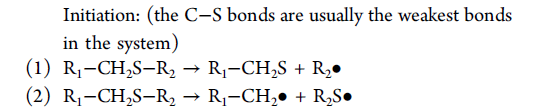 Initiation: (the C−S bonds are usually the weakest bonds
in the system)
(1) R₁−CH₂S−R₂ → R₁−CH₂S + R₂•
(2) R₁−CH₂S−R₂ → R₁−CH₂• + R₂S•